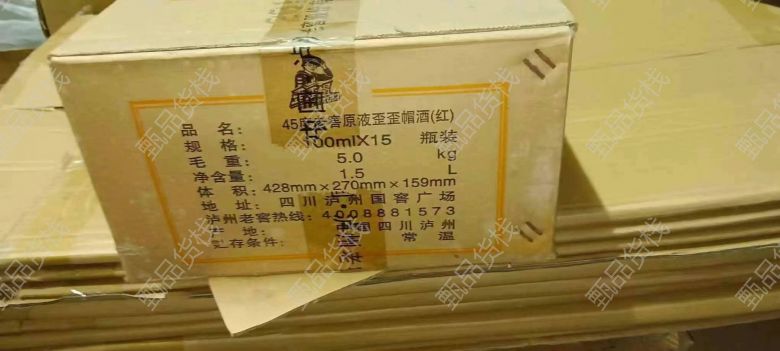 品 名: 45度老窖原液歪歪帽酒(红)
规 格: 100mlX15 瓶装
毛 重: 5.0 kg
净含量: 1.5 L
体 积: 428mm×270mm×159mm
地 址: 四川泸州国窖广场
泸州老窖热线: 4008881573
产 地: 中国四川泸州
贮存条件: 常温
甄品货栈